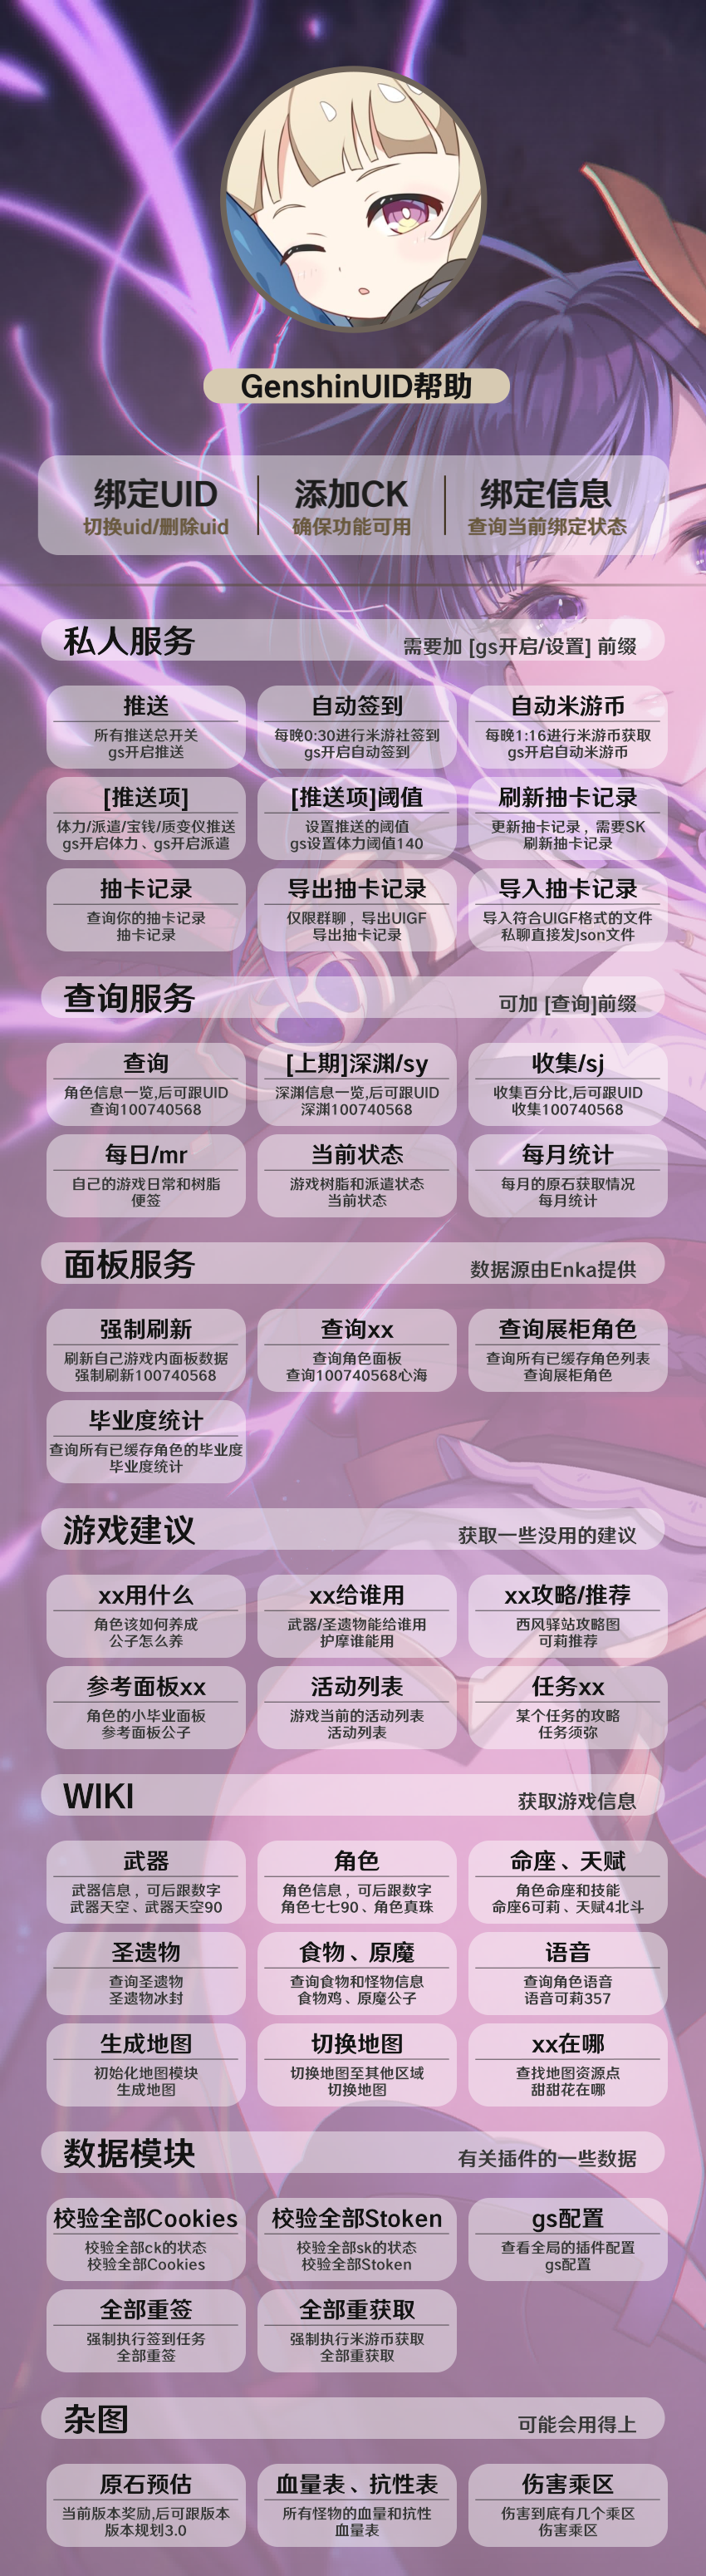 GenshinUID帮助
绑定UID
切换uid/删除uid
添加CK
确保功能可用
绑定信息
查询当前绑定状态
私人服务
需要加 [gs开启/设置] 前缀
推送
所有推送总开关
gs开启推送
自动签到
每晚0:30进行米游社签到
gs开启自动签到
自动米游币
每晚1:16进行米游币获取
gs开启自动米游币
[推送项]
体力/派遣/宝钱/质变仪推送
gs开启体力、gs开启派遣
[推送项]阈值
设置推送的阈值
gs设置体力阈值140
刷新抽卡记录
更新抽卡记录，需要SK
刷新抽卡记录
抽卡记录
查询你的抽卡记录
抽卡记录
导出抽卡记录
仅限群聊，导出UIGF
导出抽卡记录
导入抽卡记录
导入符合UIGF格式的文件
私聊直接发Json文件
查询服务
可加 [查询]前缀
查询
角色信息一览,后可跟UID
查询100740568
[上期]深渊/sy
深渊信息一览,后可跟UID
深渊100740568
收集/sj
收集百分比,后可跟UID
收集100740568
每日/mr
自己的游戏日常和树脂
便签
当前状态
游戏树脂和派遣状态
当前状态
每月统计
每月的原石获取情况
每月统计
面板服务
数据源由Enka提供
强制刷新
刷新自己游戏内面板数据
强制刷新100740568
查询xx
查询角色面板
查询100740568心海
查询展柜角色
查询所有已缓存角色列表
查询展柜角色
毕业度统计
查询所有已缓存角色的毕业度
毕业度统计
游戏建议
获取一些没用的建议
xx用什么
角色该如何养成
公子怎么养
xx给谁用
武器/圣遗物能给谁用
护摩谁能用
xx攻略/推荐
西风驿站攻略图
可莉推荐
参考面板xx
角色的小毕业面板
参考面板公子
活动列表
游戏当前的活动列表
活动列表
任务xx
某个任务的攻略
任务须弥
WIKI
获取游戏信息
武器
武器信息，可后跟数字
武器天空、武器天空90
角色
角色信息，可后跟数字
角色七七90、角色真珠
命座、天赋
角色命座和技能
命座6可莉、天赋4北斗
圣遗物
查询圣遗物
圣遗物冰封
食物、原魔
查询食物和怪物信息
食物鸡、原魔公子
语音
查询角色语音
语音可莉357
生成地图
初始化地图模块
生成地图
切换地图
切换地图至其他区域
切换地图
xx在哪
查找地图资源点
甜甜花在哪
数据模块
有关插件的一些数据
校验全部Cookies
校验全部ck的状态
校验全部Cookies
校验全部Stoken
校验全部sk的状态
校验全部Stoken
gs配置
查看全局的插件配置
gs配置
全部重签
强制执行签到任务
全部重签
全部重获取
强制执行米游币获取
全部重获取
杂图
可能会用得上
原石预估
当前版本奖励,后可跟版本
版本规划3.0
血量表、抗性表
所有怪物的血量和抗性
血量表
伤害乘区
伤害到底有几个乘区
伤害乘区